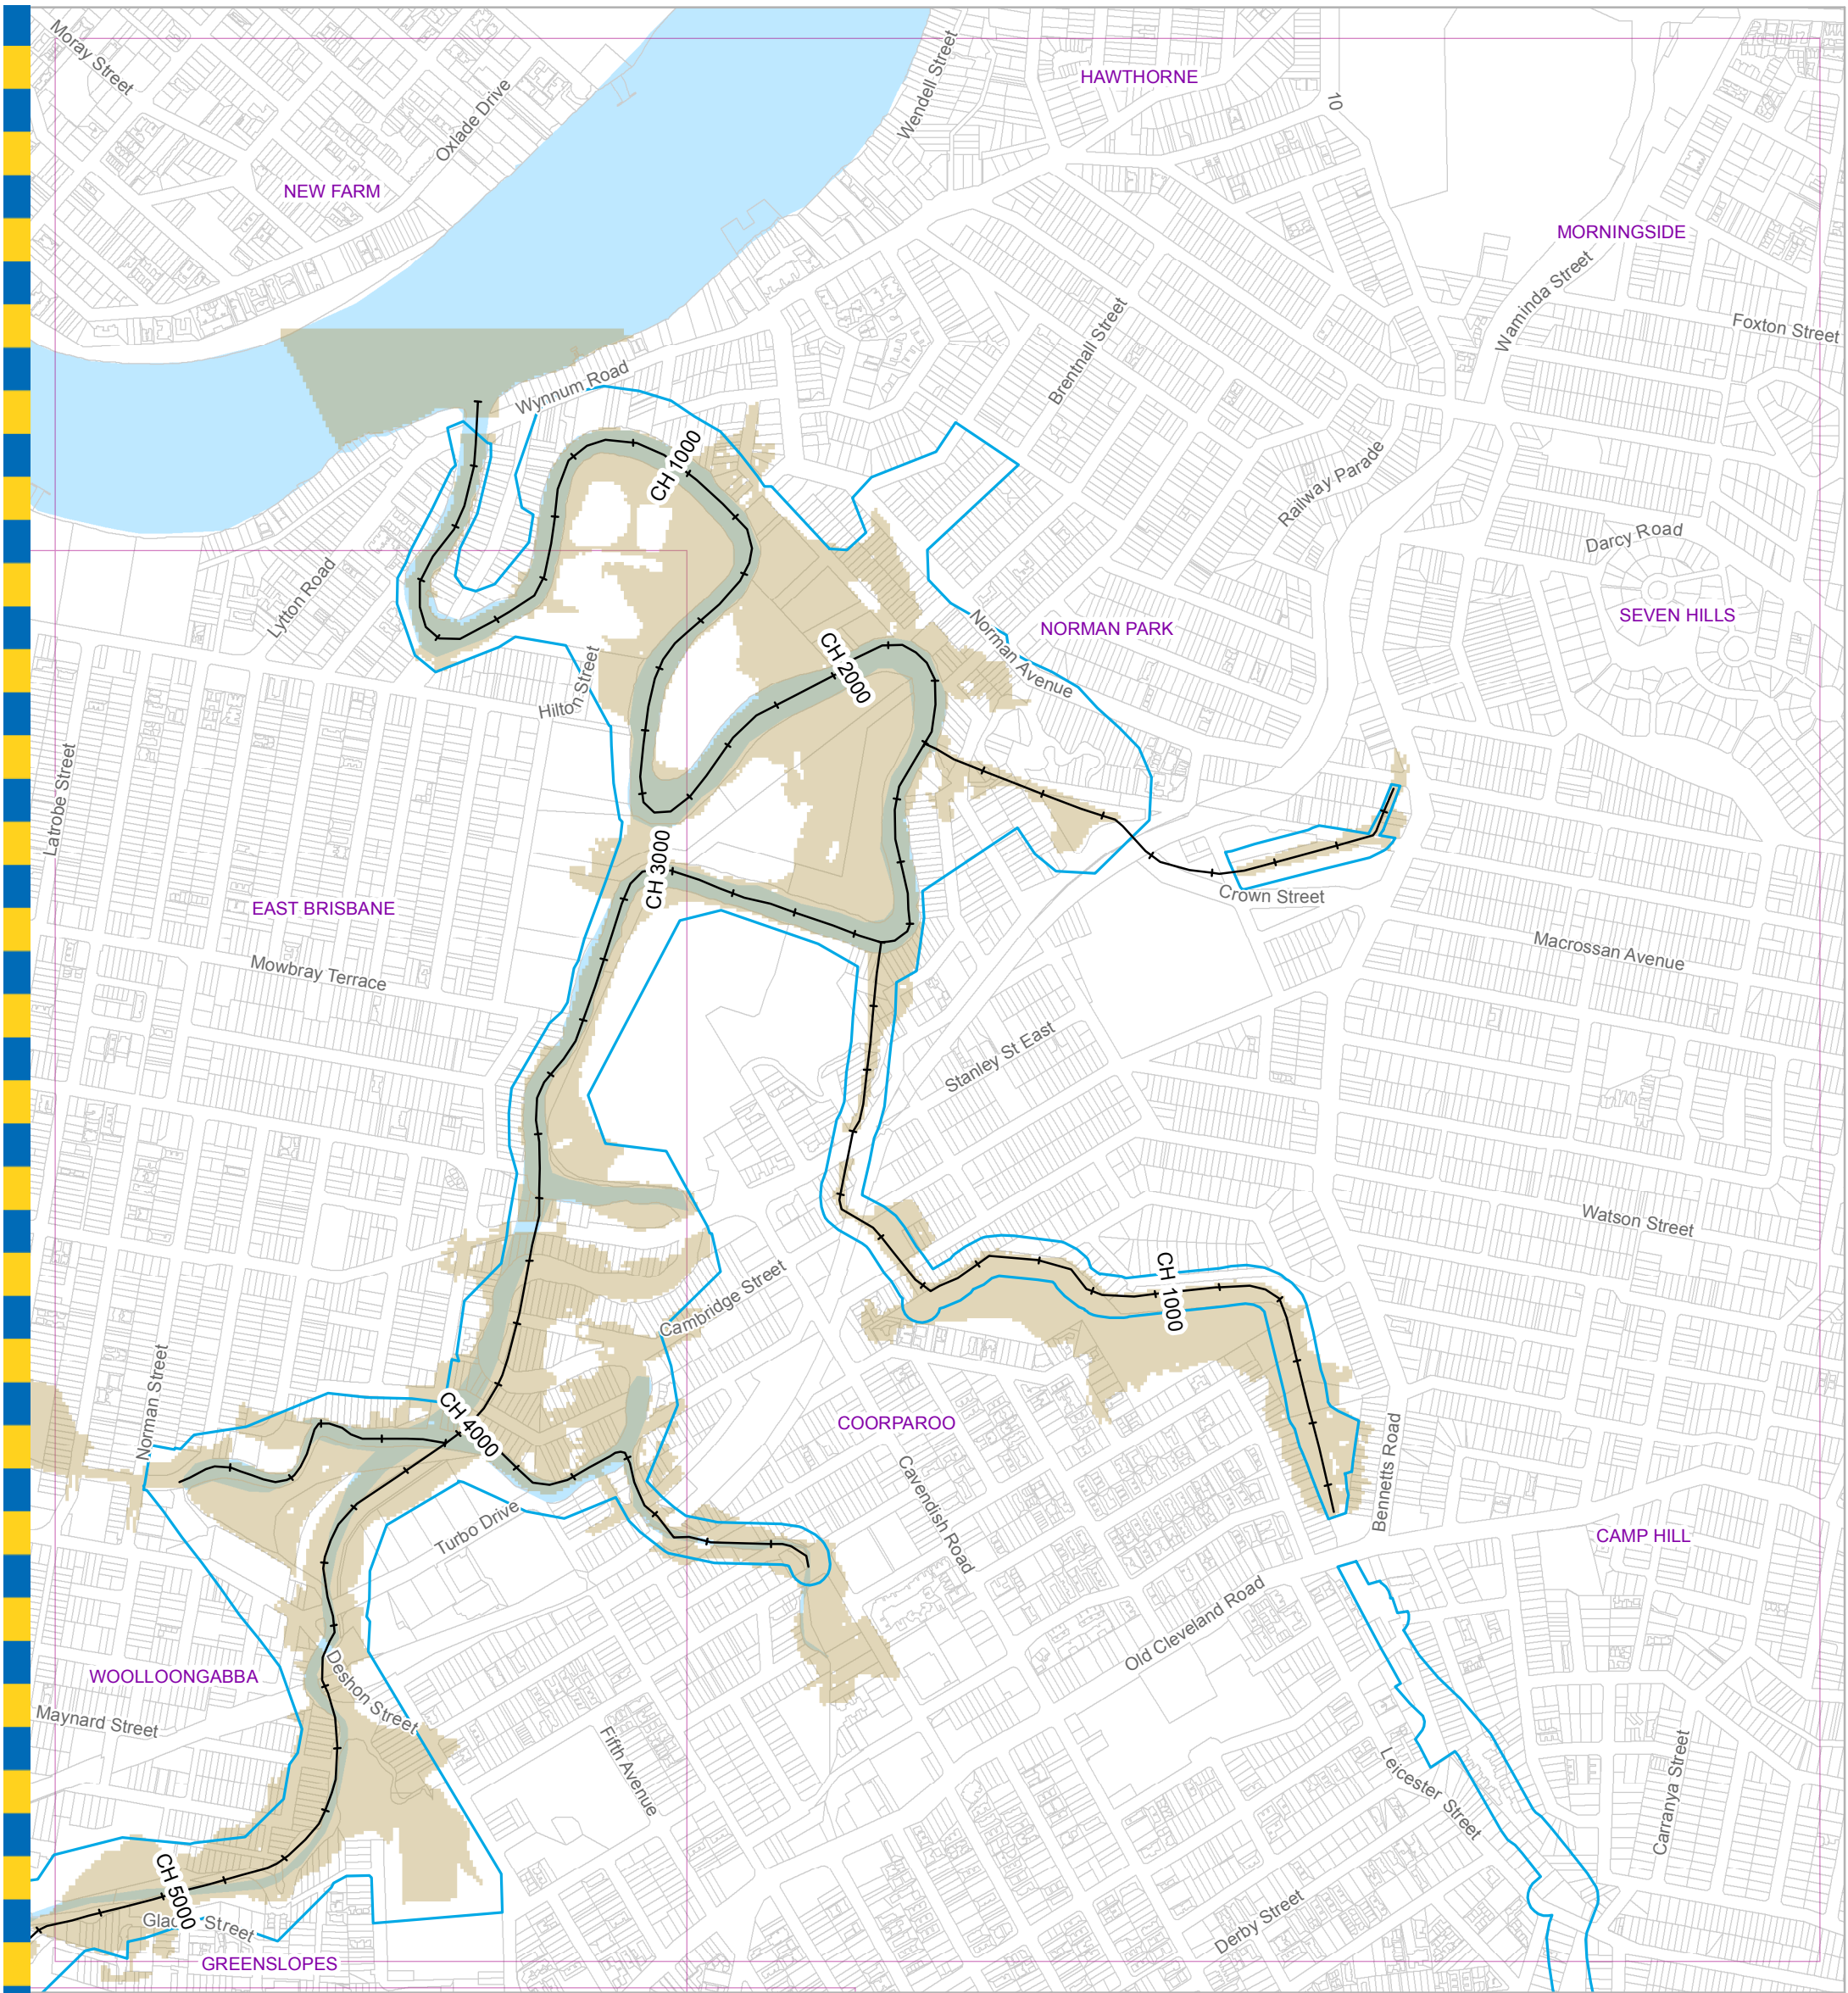 Moray Street
Oxlade Drive
Wendell Street
HAWTHORNE
10
NEW FARM
MORNINGSIDE
Waminda Street
Foxton Street
Brentnall Street
Wynnum Road
CH 1000
Railway Parade
Darcy Road
Lytton Road
SEVEN HILLS
NORMAN PARK
Norman Avenue
CH 2000
Hilton Street
Latrobe Street
CH 3000
Crown Street
EAST BRISBANE
Macrossan Avenue
Mowbray Terrace
Stanley St East
Watson Street
CH 1000
Cambridge Street
Norman Street
CH 4000
COORPAROO
Bennetts Road
Cavendish Road
Turbo Drive
CAMP HILL
Old Cleveland Road
WOOLLOONGABBA
Deshon Street
Maynard Street
Fifth Avenue
Leicester Street
Carranya Street
CH 5000
Street
Derby Street
GREENSLOPES